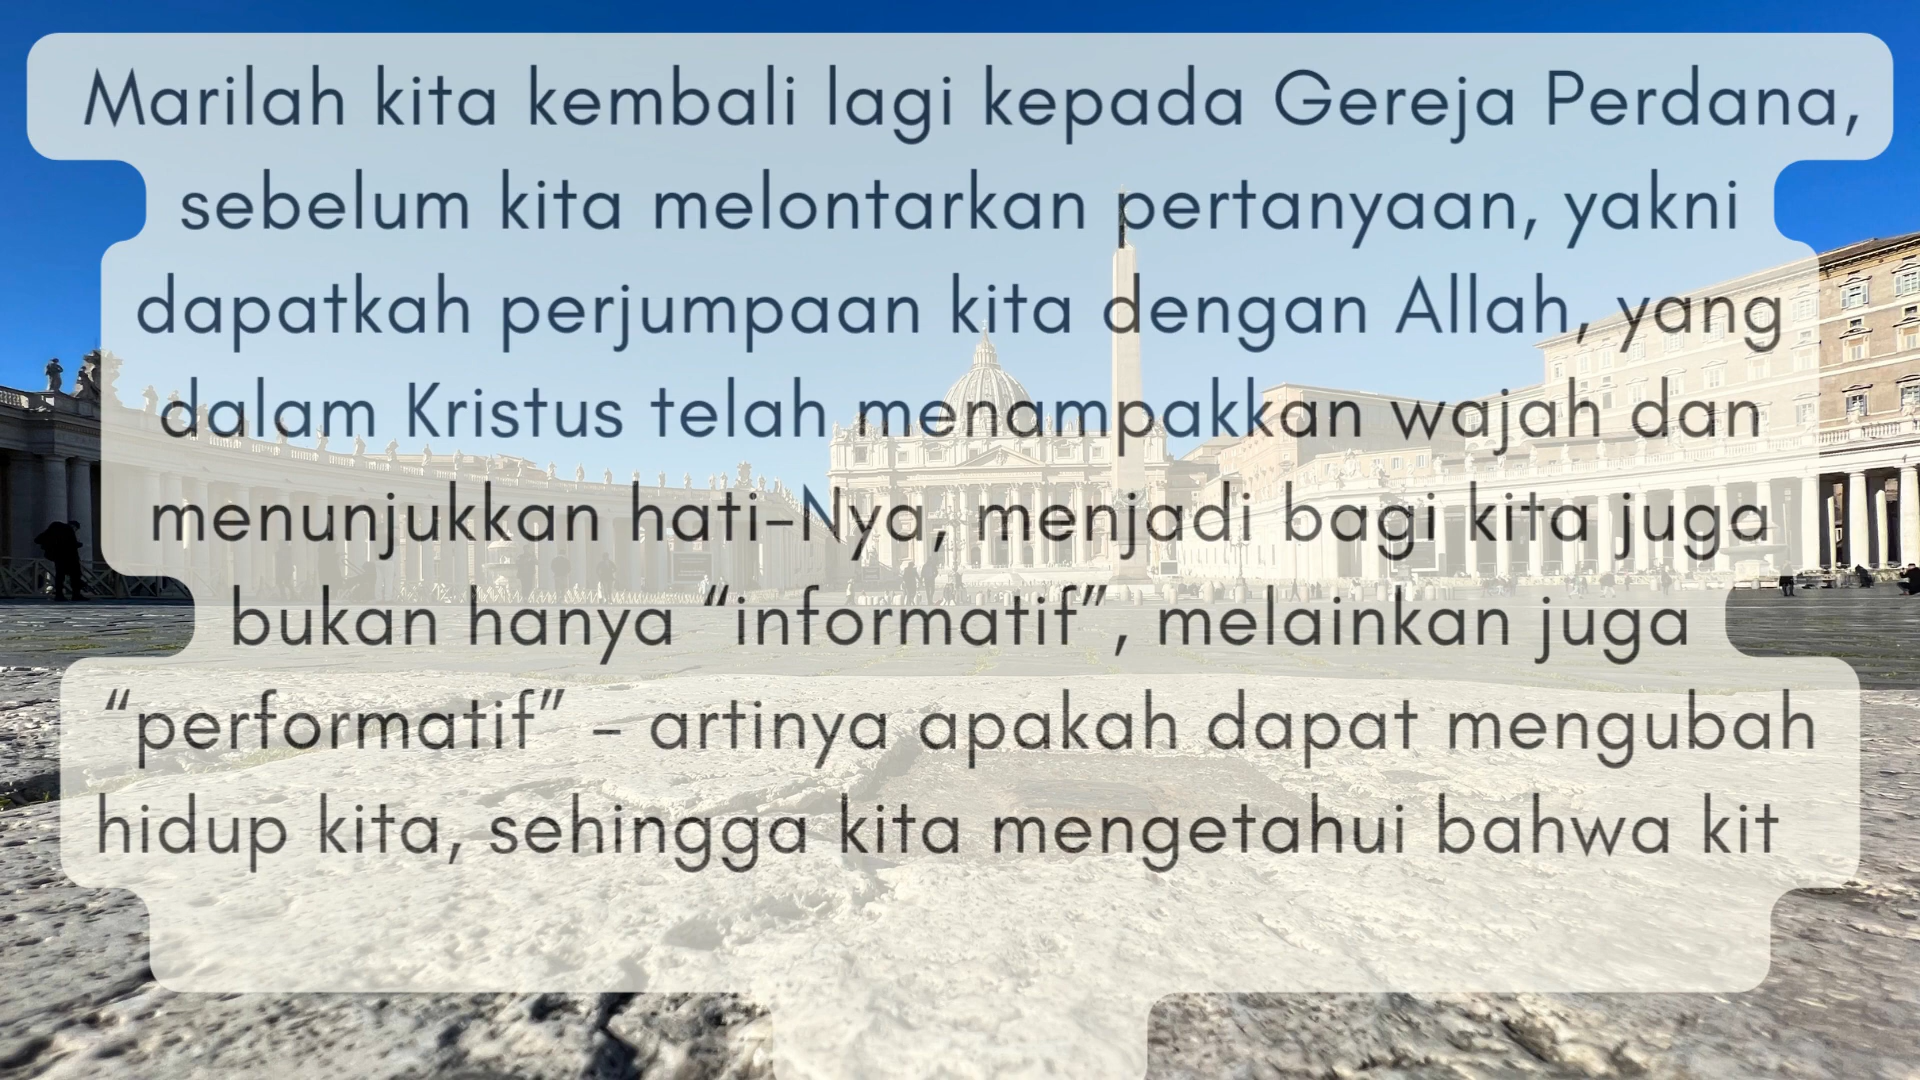 Marilah kita kembali lagi kepada Gereja Perdana,
sebelum kita melontarkan pertanyaan, yakni
dapatkah perjumpaan kita dengan Allah, yang
dalam Kristus telah menampakkan wajah dan
menunjukkan hati-Nya, menjadi bagi kita juga
bukan hanya “informatif”, melainkan juga
“performatif” - artinya apakah dapat mengubah
hidup kita, sehingga kita mengetahui bahwa kit